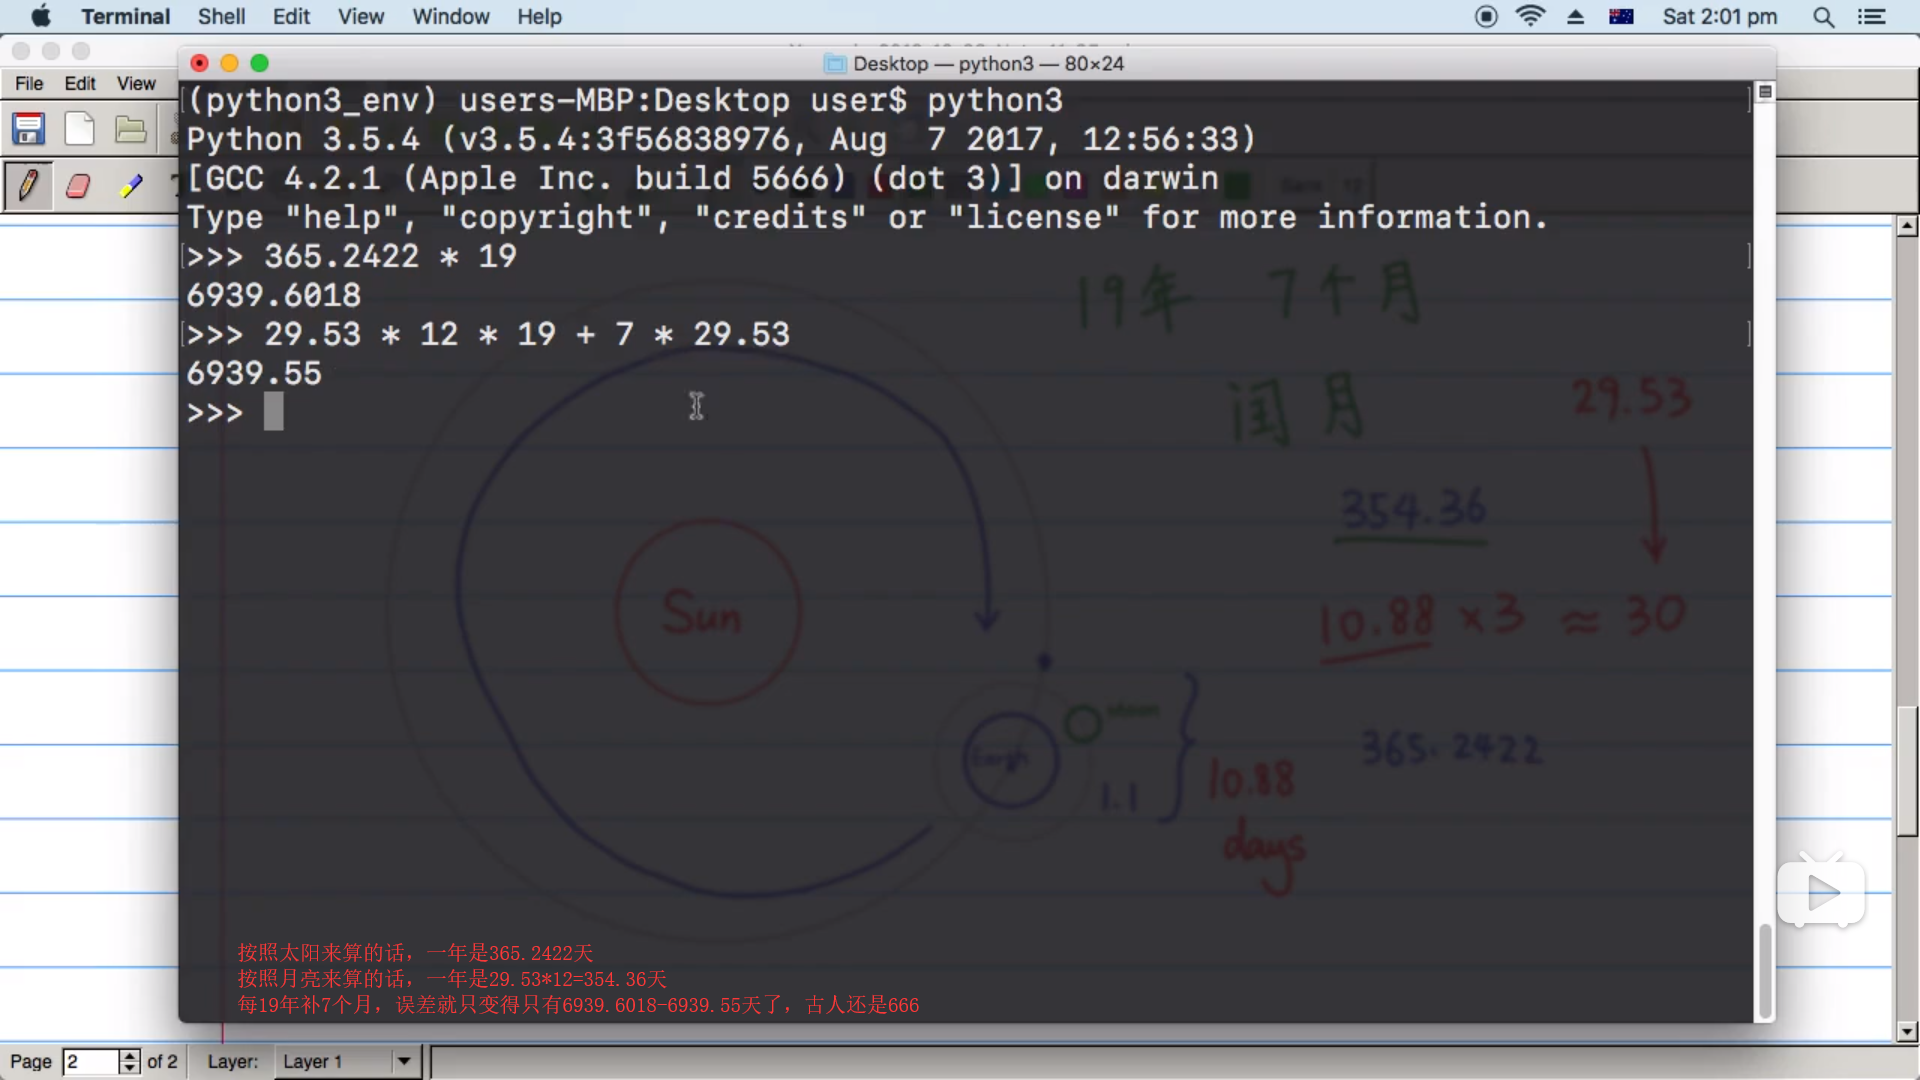 Terminal Shell Edit View Window Help Sat 2:01 pm
File Edit View
Desktop — python3 — 80×24
(python3_env) users-MBP:Desktop user$ python3
Python 3.5.4 (v3.5.4:3f56838976, Aug  7 2017, 12:56:33)
[GCC 4.2.1 (Apple Inc. build 5666) (dot 3)] on darwin
Type "help", "copyright", "credits" or "license" for more information.
>>> 365.2422 * 19
6939.6018
>>> 29.53 * 12 * 19 + 7 * 29.53
6939.55
>>>
19年 7个月
闰月
29.53
354.36
10.88 × 3 ≈ 30
Sun
Moon
Earth
1.1
10.88
days
365.2422
按照太阳来算的话，一年是365.2422天
按照月亮来算的话，一年是29.53*12=354.36天
每19年补7个月，误差就只变得只有6939.6018-6939.55天了，古人还是666
Page 2 of 2 Layer: Layer 1